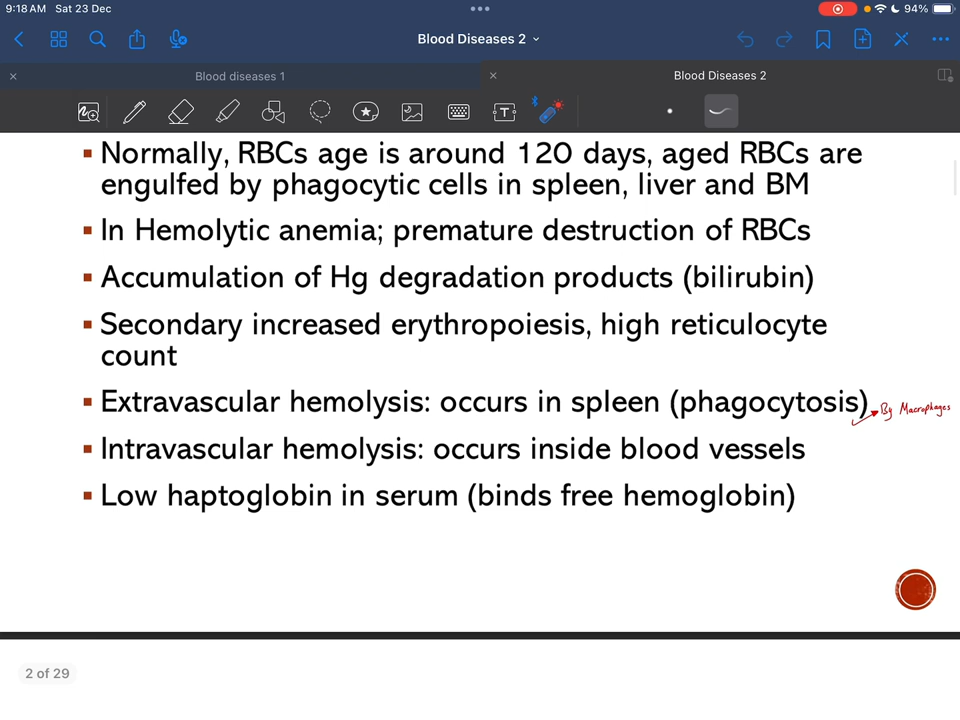 9:18 AM Sat 23 Dec
94%
Blood Diseases 2
Blood diseases 1
Blood Diseases 2
T
▪ Normally, RBCs age is around 120 days, aged RBCs are
engulfed by phagocytic cells in spleen, liver and BM
▪ In Hemolytic anemia; premature destruction of RBCs
▪ Accumulation of Hg degradation products (bilirubin)
▪ Secondary increased erythropoiesis, high reticulocyte
count
▪ Extravascular hemolysis: occurs in spleen (phagocytosis)
By Macrophages
▪ Intravascular hemolysis: occurs inside blood vessels
▪ Low haptoglobin in serum (binds free hemoglobin)
2 of 29